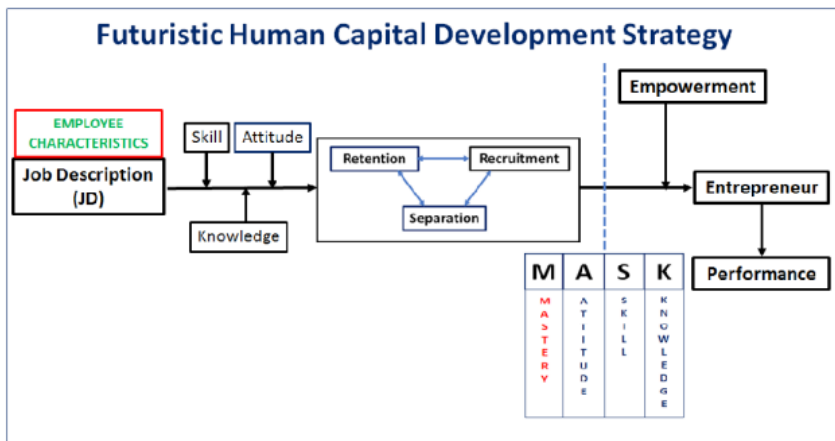 Futuristic Human Capital Development Strategy
Empowerment
EMPLOYEE
CHARACTERISTICS
Skill
Attitude
Retention
Recruitment
Job Description
(JD)
Entrepreneur
Separation
Knowledge
Performance
M A S K
MASTERY
ATTITUDE
SKILL
KNOWLEDGE